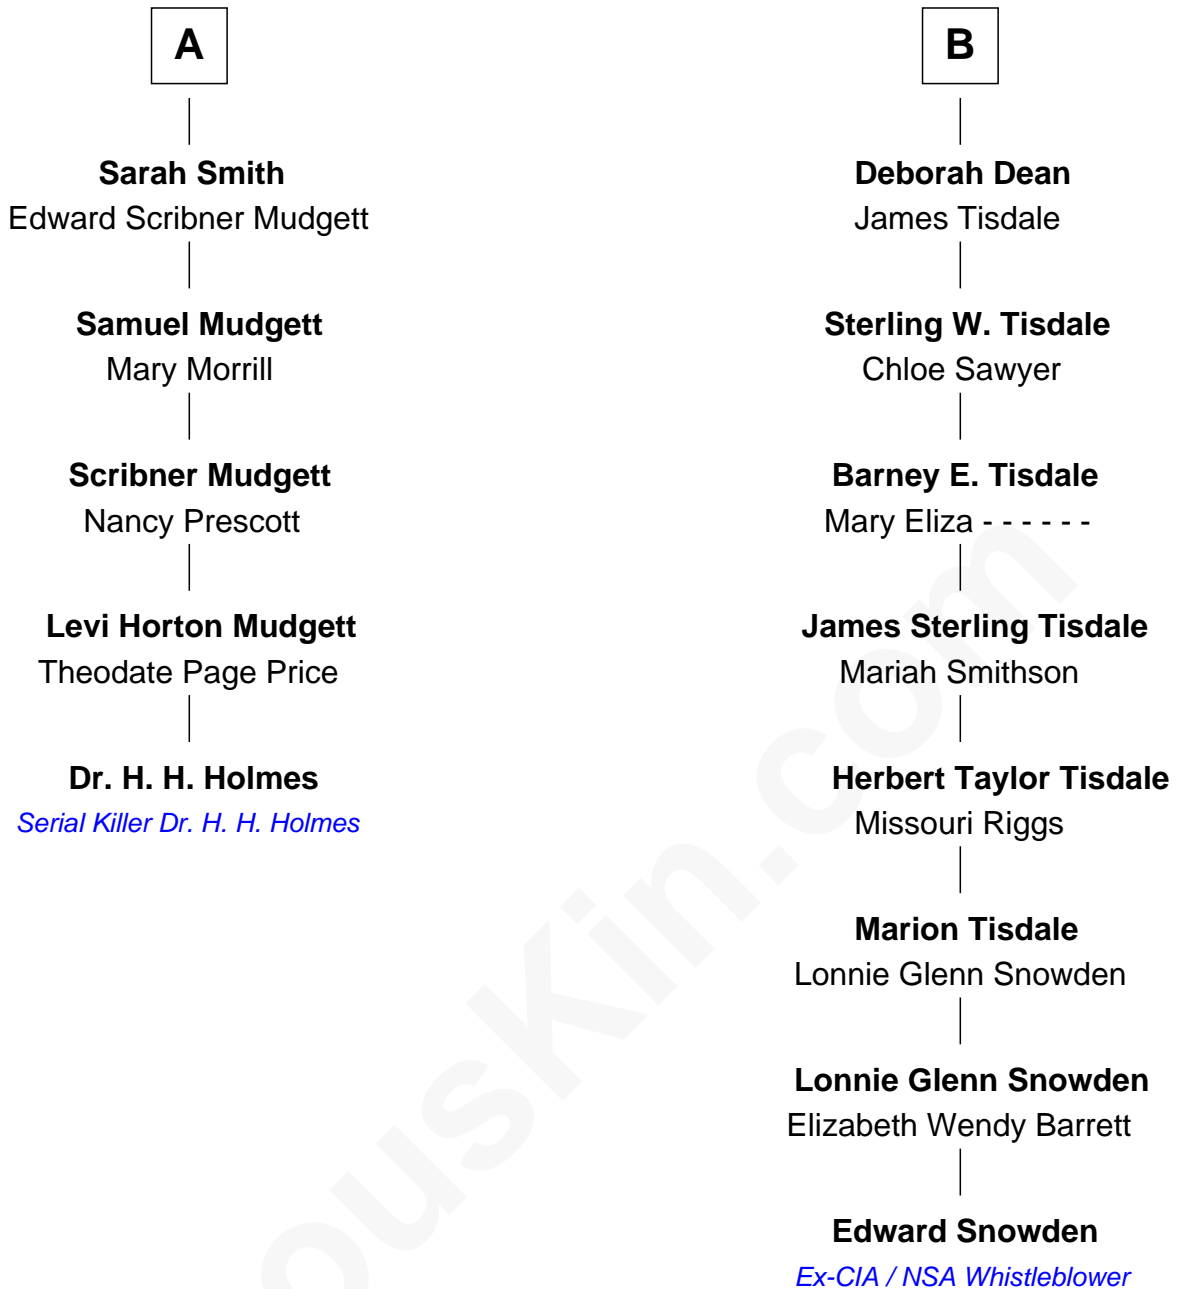 A
Sarah Smith
Edward Scribner Mudgett
Samuel Mudgett
Mary Morrill
Scribner Mudgett
Nancy Prescott
Levi Horton Mudgett
Theodate Page Price
Dr. H. H. Holmes
Serial Killer Dr. H. H. Holmes
B
Deborah Dean
James Tisdale
Sterling W. Tisdale
Chloe Sawyer
Barney E. Tisdale
Mary Eliza - - - - - -
James Sterling Tisdale
Mariah Smithson
Herbert Taylor Tisdale
Missouri Riggs
Marion Tisdale
Lonnie Glenn Snowden
Lonnie Glenn Snowden
Elizabeth Wendy Barrett
Edward Snowden
Ex-CIA / NSA Whistleblower
ousKin.com